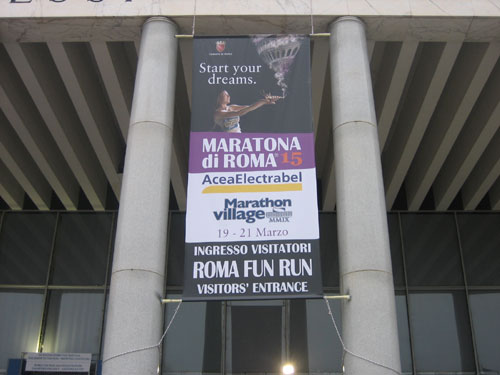 Start your
dreams.
MARATONA
di ROMA 15
AceaElectrabel
Marathon
village
MMIX
19 - 21 Marzo
INGRESSO VISITATORI
ROMA FUN RUN
VISITORS' ENTRANCE